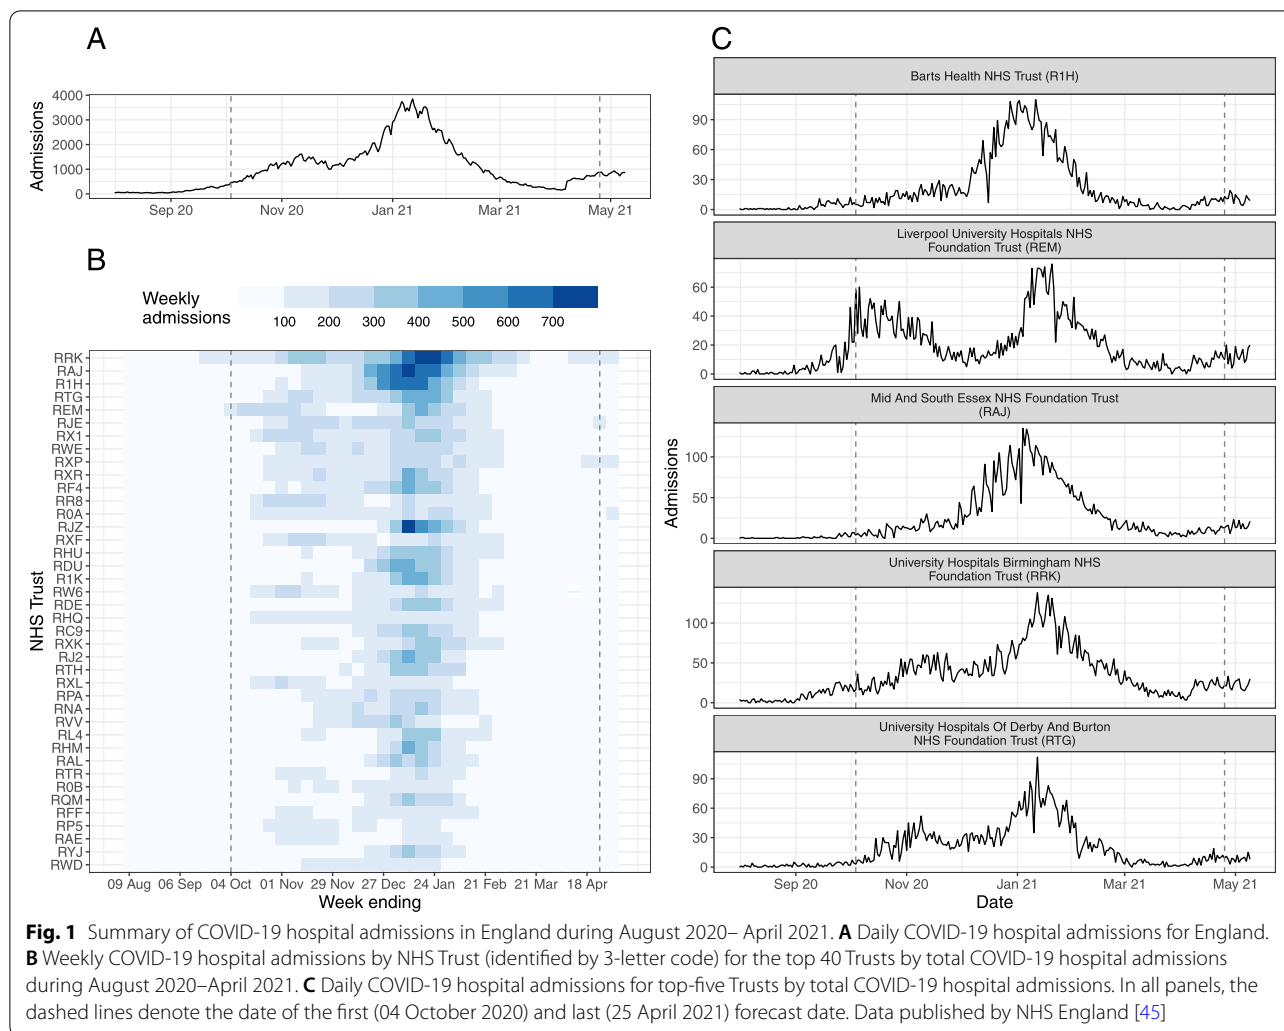 A
Admissions
4000
3000
2000
1000
0
Sep 20 Nov 20 Jan 21 Mar 21 May 21
B
Weekly
admissions
100 200 300 400 500 600 700
NHS Trust
RRK
RAJ
R1H
RTG
REM
RJE
RX1
RWE
RXP
RXR
RF4
RR8
R0A
RJZ
RXF
RHU
RDU
R1K
RW6
RDE
RHQ
RC9
RXK
RJ2
RTH
RXL
RPA
RNA
RVV
RL4
RHM
RAL
RTR
R0B
RQM
RFF
RP5
RAE
RYJ
RWD
09 Aug 06 Sep 04 Oct 01 Nov 29 Nov 27 Dec 24 Jan 21 Feb 21 Mar 18 Apr
Week ending
C
Admissions
Barts Health NHS Trust (R1H)
90
60
30
0
Liverpool University Hospitals NHS
Foundation Trust (REM)
60
40
20
0
Mid And South Essex NHS Foundation Trust
(RAJ)
100
50
0
University Hospitals Birmingham NHS
Foundation Trust (RRK)
100
50
0
University Hospitals Of Derby And Burton
NHS Foundation Trust (RTG)
90
60
30
0
Sep 20 Nov 20 Jan 21 Mar 21 May 21
Date
Fig. 1 Summary of COVID-19 hospital admissions in England during August 2020– April 2021. A Daily COVID-19 hospital admissions for England.
B Weekly COVID-19 hospital admissions by NHS Trust (identified by 3-letter code) for the top 40 Trusts by total COVID-19 hospital admissions
during August 2020–April 2021. C Daily COVID-19 hospital admissions for top-five Trusts by total COVID-19 hospital admissions. In all panels, the
dashed lines denote the date of the first (04 October 2020) and last (25 April 2021) forecast date. Data published by NHS England [45]